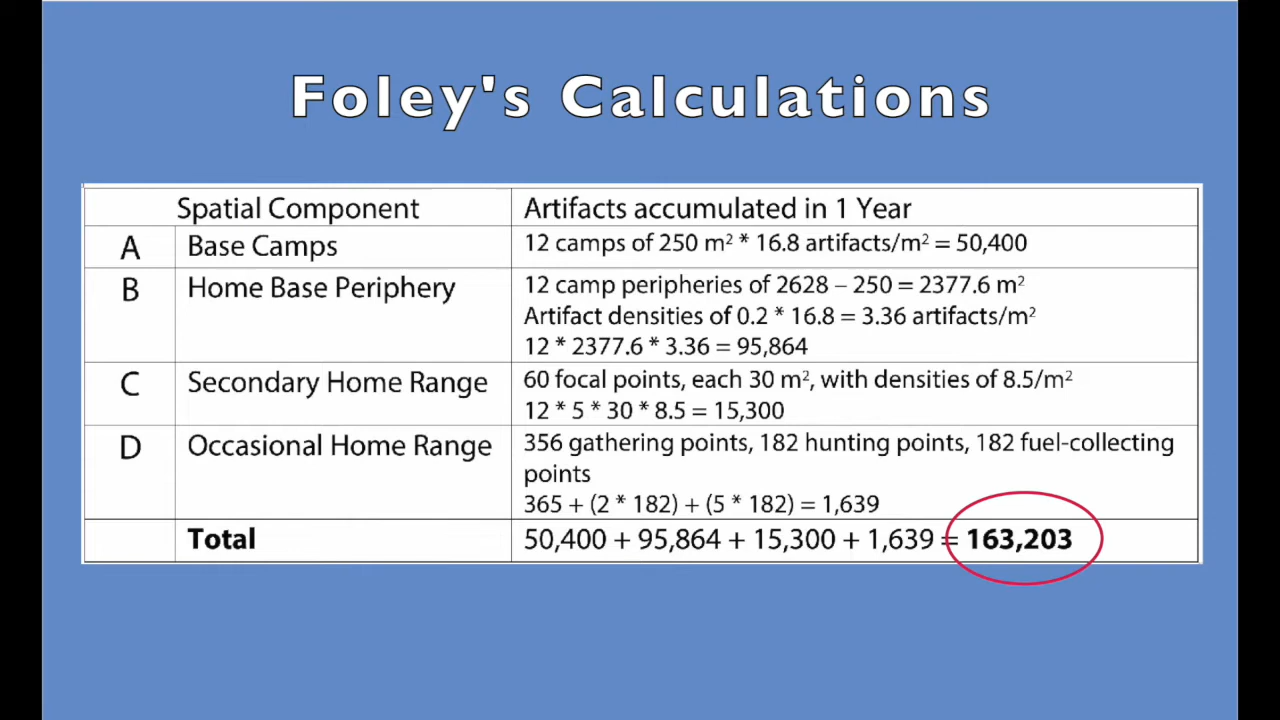 Foley's Calculations
Spatial Component Artifacts accumulated in 1 Year
A Base Camps 12 camps of 250 m² * 16.8 artifacts/m² = 50,400
B Home Base Periphery 12 camp peripheries of 2628 – 250 = 2377.6 m²
Artifact densities of 0.2 * 16.8 = 3.36 artifacts/m²
12 * 2377.6 * 3.36 = 95,864
C Secondary Home Range 60 focal points, each 30 m², with densities of 8.5/m²
12 * 5 * 30 * 8.5 = 15,300
D Occasional Home Range 356 gathering points, 182 hunting points, 182 fuel-collecting
points
365 + (2 * 182) + (5 * 182) = 1,639
Total 50,400 + 95,864 + 15,300 + 1,639 = 163,203